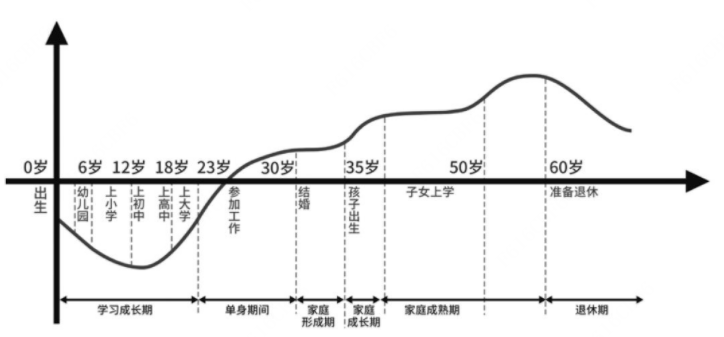 0岁 6岁 12岁 18岁 23岁 30岁 35岁 50岁 60岁
出生
幼儿园
上小学
上初中
上高中
上大学
参加工作
结婚
孩子出生
子女上学
准备退休
学习成长期
单身期间
家庭
形成期
家庭
成长期
家庭成熟期
退休期